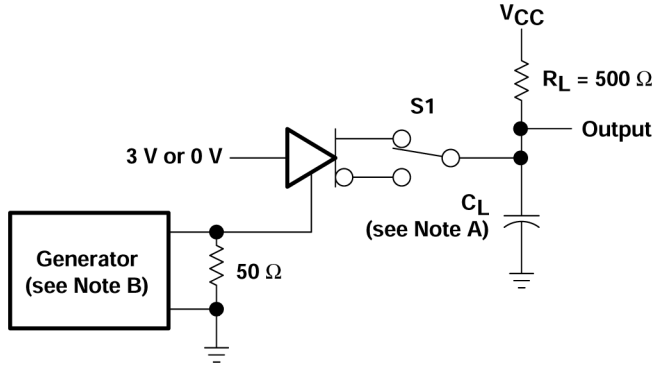 VCC
RL = 500 Ω
S1
Output
3 V or 0 V
CL
(see Note A)
Generator
(see Note B)
50 Ω